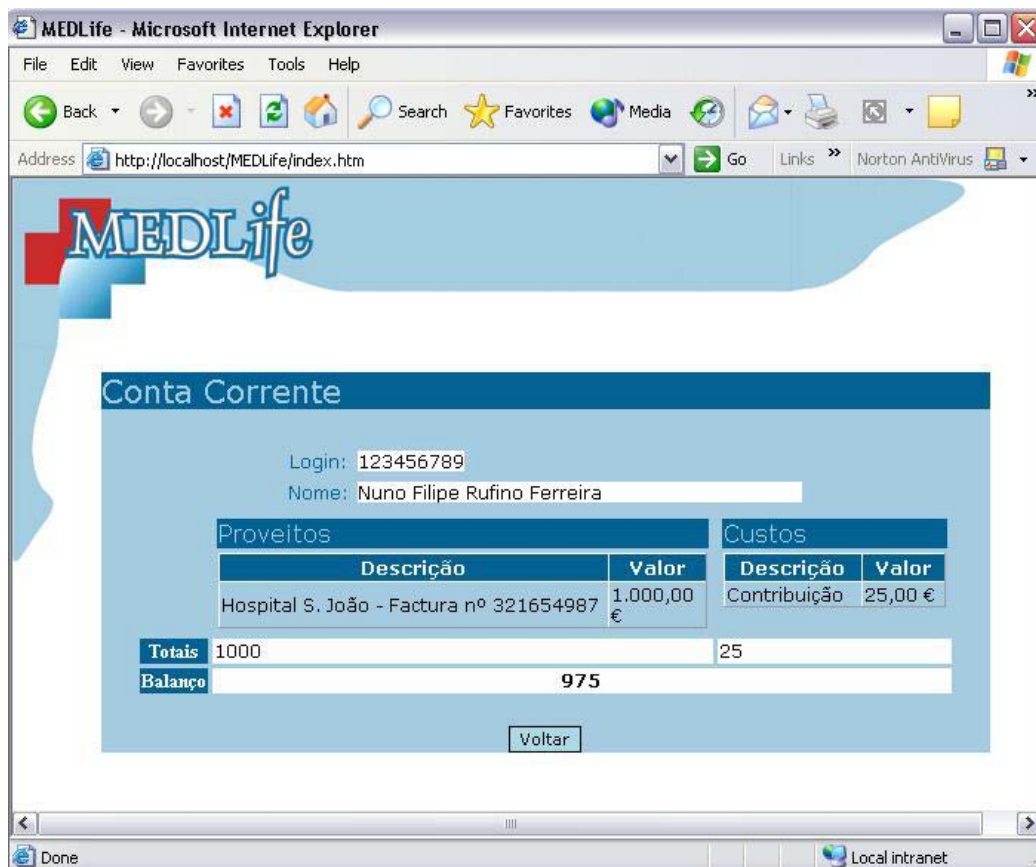 MEDLife - Microsoft Internet Explorer
File Edit View Favorites Tools Help
Back Search Favorites Media
Address http://localhost/MEDLife/index.htm Go Links Norton AntiVirus
MEDLife
Conta Corrente
Login: 123456789
Nome: Nuno Filipe Rufino Ferreira
Proveitos Custos
Descrição Valor Descrição Valor
Hospital S. João - Factura nº 321654987 1.000,00 € Contribuição 25,00 €
Totais 1000 25
Balanço 975
Voltar
Done Local intranet